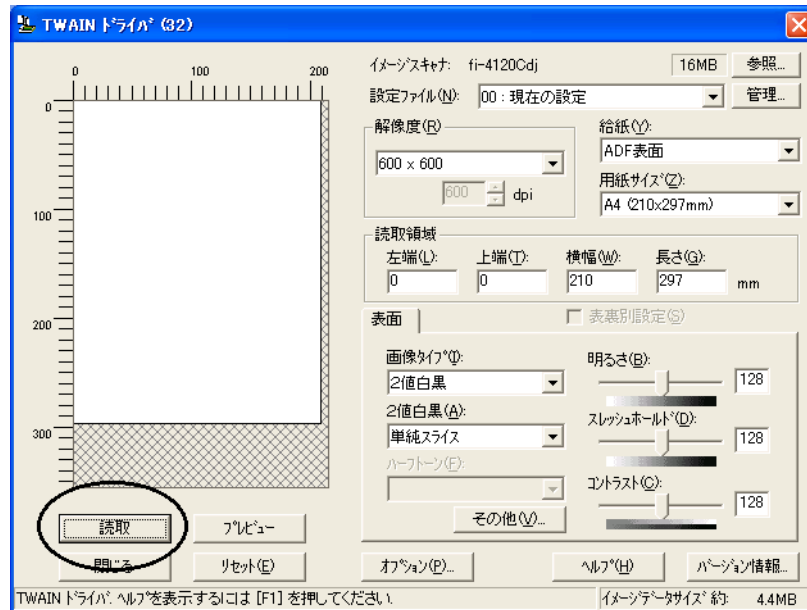 TWAIN ドライバ (32)
イメージスキャナ: fi-4120Cdj 16MB 参照...
設定ファイル(N): 00 : 現在の設定 管理...
0 100 200
0
100
200
300
解像度(R)
600 × 600
600 dpi
給紙(Y):
ADF表面
用紙サイズ(Z):
A4 (210x297mm)
読取領域
左端(L): 上端(T): 横幅(W): 長さ(G):
0 0 210 297 mm
表面 表裏別設定(S)
画像タイプ(I):
2値白黒
2値白黒(A):
単純スライス
ハーフトーン(F):
その他(V)...
明るさ(B):
128
スレッシュホールド(D):
128
コントラスト(C):
128
読取 プレビュー
閉じる リセット(E) オプション(P)... ヘルプ(H) バージョン情報...
TWAIN ドライバ. ヘルプを表示するには [F1] を押してください. イメージデータサイズ 約: 4.4MB